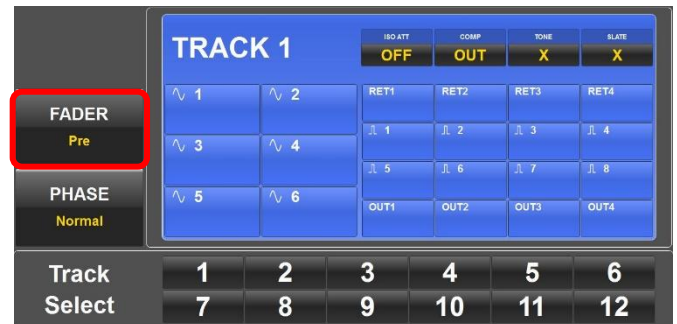 TRACK 1
ISO ATT COMP TONE SLATE
OFF OUT X X
FADER
Pre
PHASE
Normal
1 2 RET1 RET2 RET3 RET4
3 4 1 2 3 4
5 6 5 6 7 8
OUT1 OUT2 OUT3 OUT4
Track Select
1 2 3 4 5 6
7 8 9 10 11 12